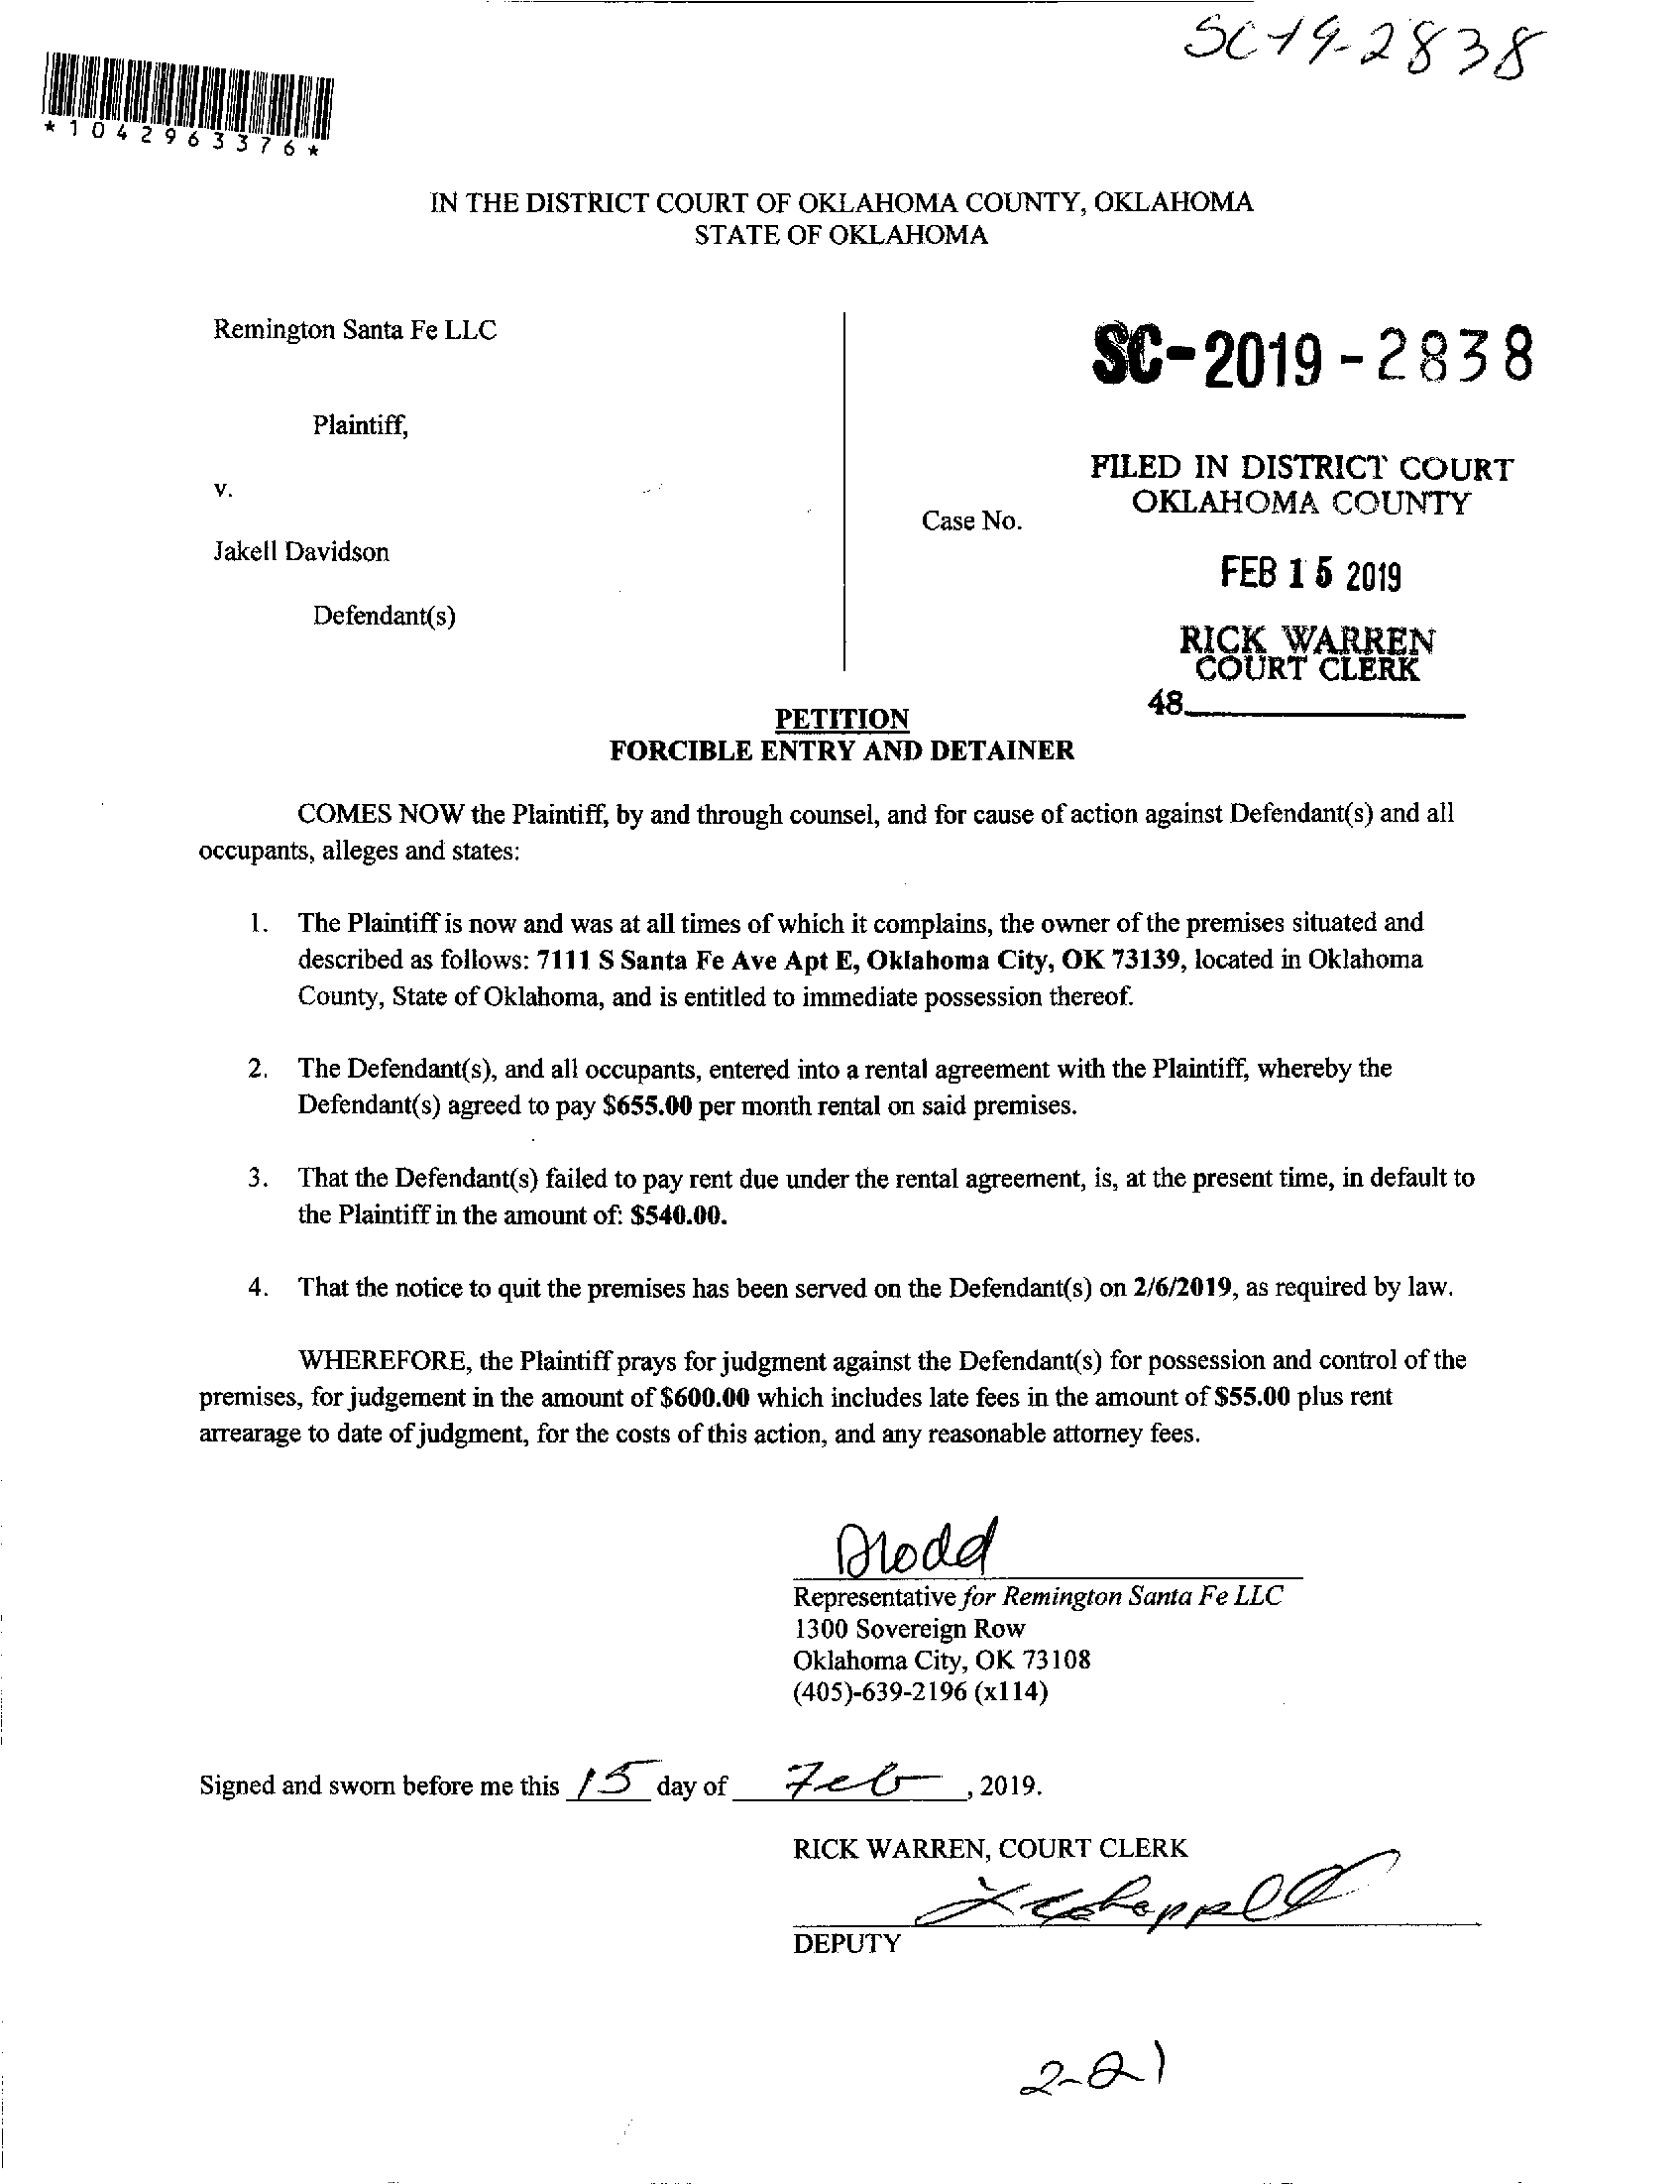 SC-19-2838
*1042963376*
IN THE DISTRICT COURT OF OKLAHOMA COUNTY, OKLAHOMA
STATE OF OKLAHOMA
Remington Santa Fe LLC
SC-2019-2838
Plaintiff,
FILED IN DISTRICT COURT
OKLAHOMA COUNTY
v.
Case No.
Jakell Davidson
FEB 15 2019
Defendant(s)
RICK WARREN
COURT CLERK
48
PETITION
FORCIBLE ENTRY AND DETAINER
COMES NOW the Plaintiff, by and through counsel, and for cause of action against Defendant(s) and all
occupants, alleges and states:
1. The Plaintiff is now and was at all times of which it complains, the owner of the premises situated and
described as follows: 7111 S Santa Fe Ave Apt E, Oklahoma City, OK 73139, located in Oklahoma
County, State of Oklahoma, and is entitled to immediate possession thereof.
2. The Defendant(s), and all occupants, entered into a rental agreement with the Plaintiff, whereby the
Defendant(s) agreed to pay $655.00 per month rental on said premises.
3. That the Defendant(s) failed to pay rent due under the rental agreement, is, at the present time, in default to
the Plaintiff in the amount of: $540.00.
4. That the notice to quit the premises has been served on the Defendant(s) on 2/6/2019, as required by law.
WHEREFORE, the Plaintiff prays for judgment against the Defendant(s) for possession and control of the
premises, for judgement in the amount of $600.00 which includes late fees in the amount of $55.00 plus rent
arrearage to date of judgment, for the costs of this action, and any reasonable attorney fees.
Representative for Remington Santa Fe LLC
1300 Sovereign Row
Oklahoma City, OK 73108
(405)-639-2196 (x114)
Signed and sworn before me this 15 day of Feb, 2019.
RICK WARREN, COURT CLERK
DEPUTY
2-21